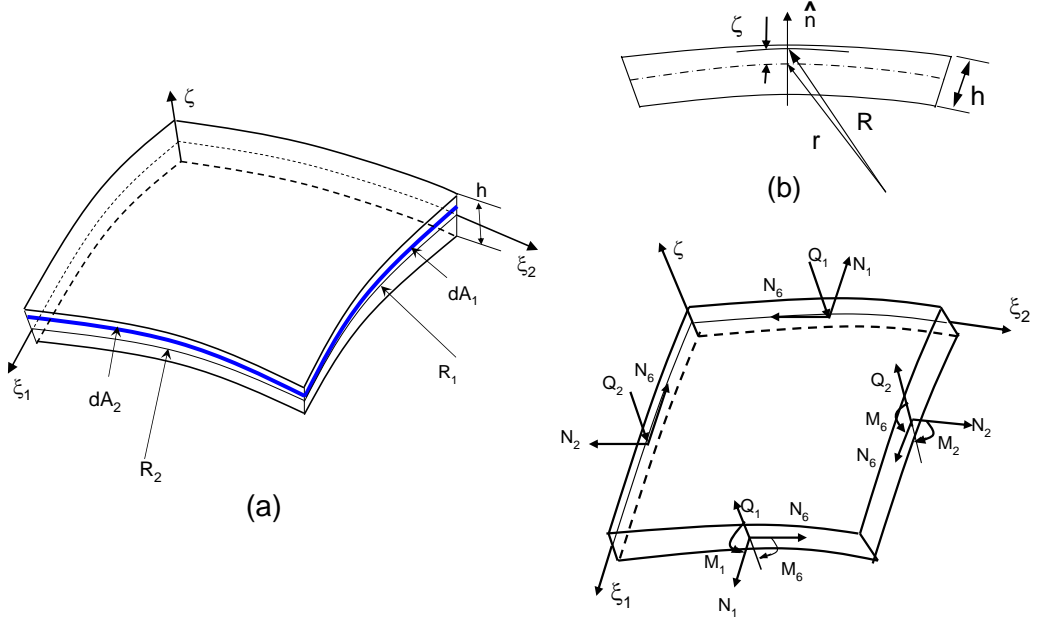 ζ
h
ξ₂
dA₁
R₁
ξ₁
dA₂
R₂
(a)
n̂
ζ
h
R
r
(b)
ζ
Q₁
N₁
N₆
ξ₂
Q₂
N₆
Q₂
N₂
M₆
N₂
N₆
M₂
Q₁
N₆
M₁
M₆
ξ₁
N₁